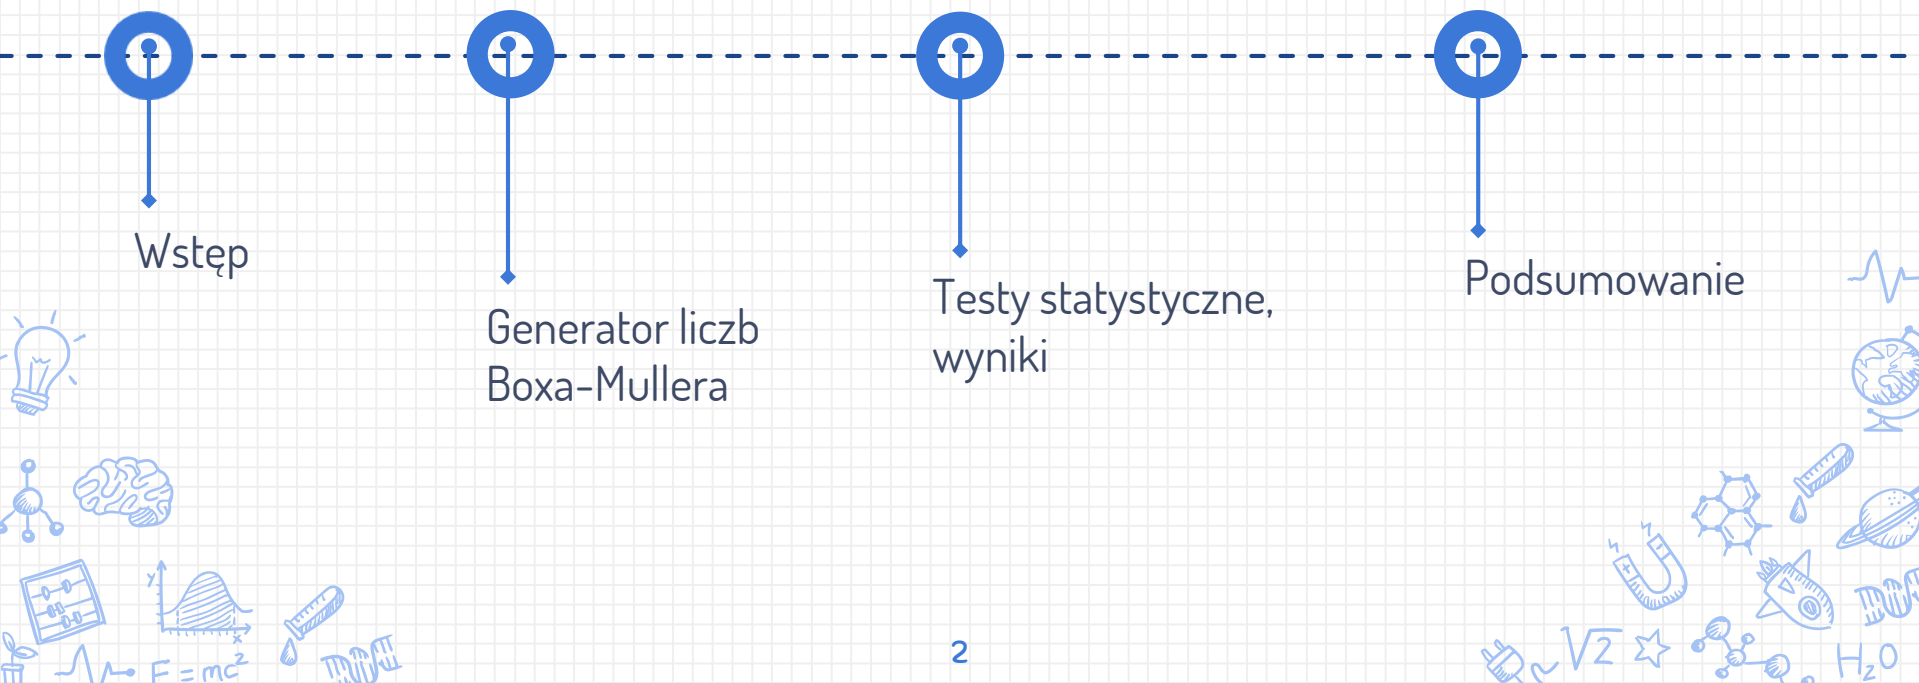 Wstęp
Generator liczb
Boxa-Mullera
Testy statystyczne,
wyniki
Podsumowanie
y
x
F = mc²
2
√2
H₂O